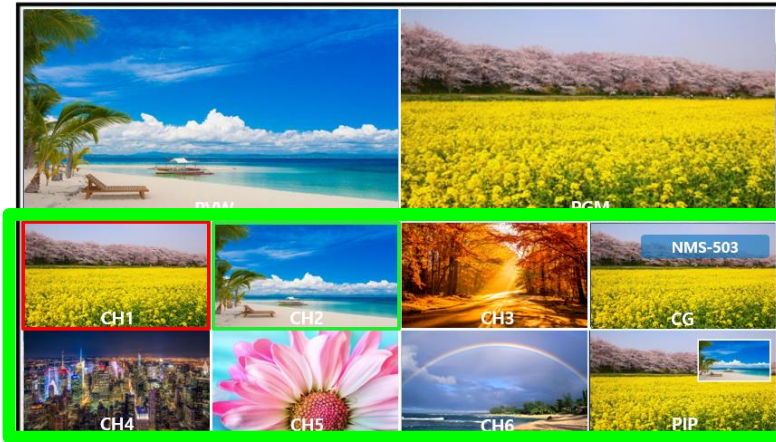 PVW
PGM
NMS-503
CH1
CH2
CH3
CG
CH4
CH5
CH6
PIP